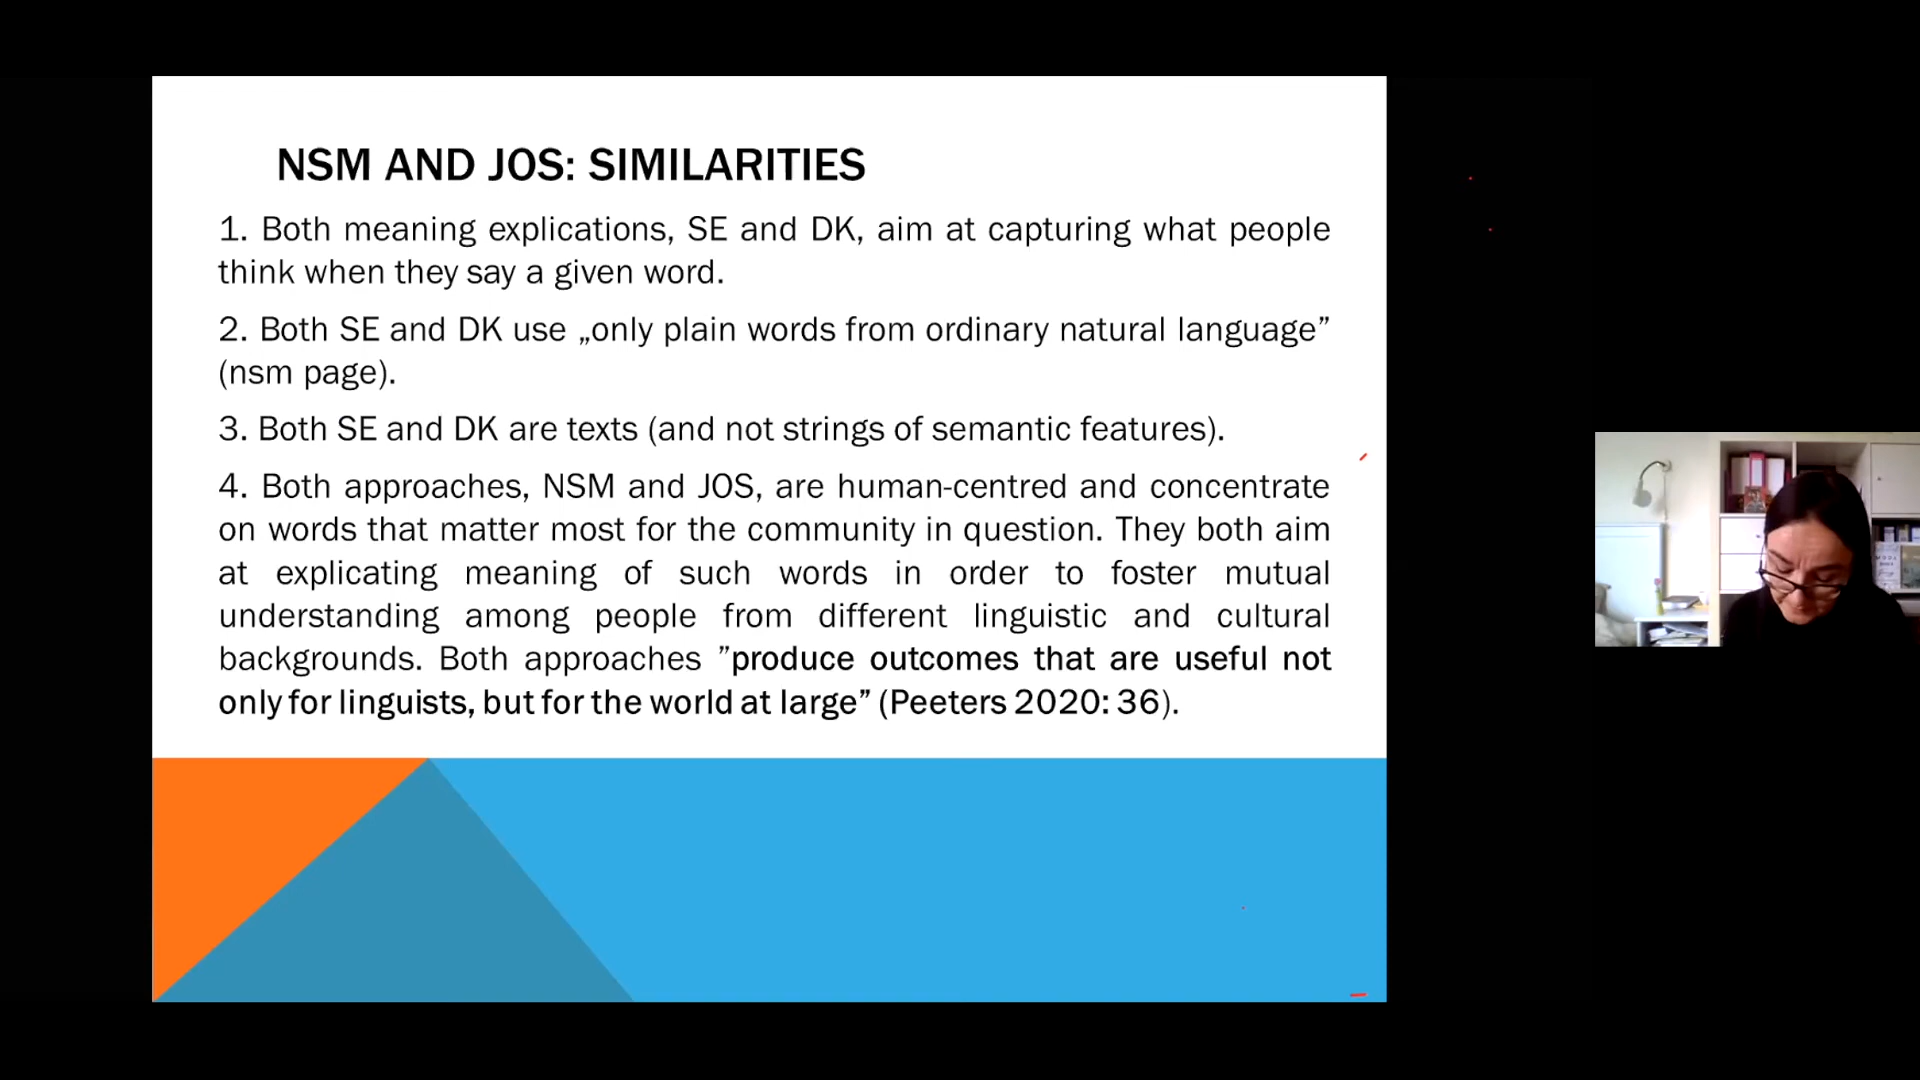 NSM AND JOS: SIMILARITIES
1. Both meaning explications, SE and DK, aim at capturing what people
think when they say a given word.
2. Both SE and DK use „only plain words from ordinary natural language”
(nsm page).
3. Both SE and DK are texts (and not strings of semantic features).
4. Both approaches, NSM and JOS, are human-centred and concentrate
on words that matter most for the community in question. They both aim
at explicating meaning of such words in order to foster mutual
understanding among people from different linguistic and cultural
backgrounds. Both approaches ”produce outcomes that are useful not
only for linguists, but for the world at large” (Peeters 2020: 36).